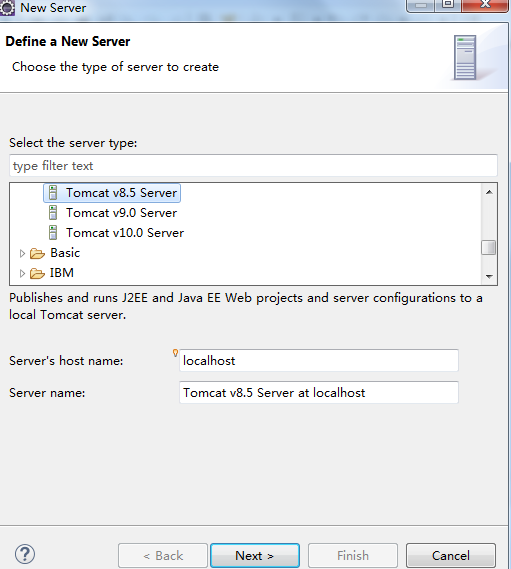 New Server
Define a New Server
Choose the type of server to create
Select the server type:
type filter text
Tomcat v8.5 Server
Tomcat v9.0 Server
Tomcat v10.0 Server
Basic
IBM
Publishes and runs J2EE and Java EE Web projects and server configurations to a
local Tomcat server.
Server's host name:
localhost
Server name:
Tomcat v8.5 Server at localhost
?
< Back
Next >
Finish
Cancel